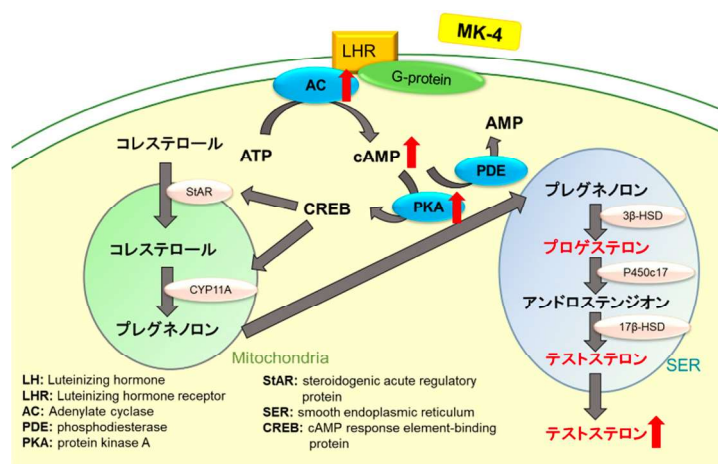 MK-4
LHR
G-protein
AC
AMP
コレステロール
ATP
cAMP
PDE
プレグネノロン
StAR
CREB
PKA
3β-HSD
コレステロール
プロゲステロン
P450c17
CYP11A
アンドロステンジオン
プレグネノロン
17β-HSD
Mitochondria
テストステロン
SER
LH: Luteinizing hormone
LHR: Luteinizing hormone receptor
AC: Adenylate cyclase
PDE: phosphodiesterase
PKA: protein kinase A
StAR: steroidogenic acute regulatory
protein
SER: smooth endoplasmic reticulum
CREB: cAMP response element-binding
protein
テストステロン